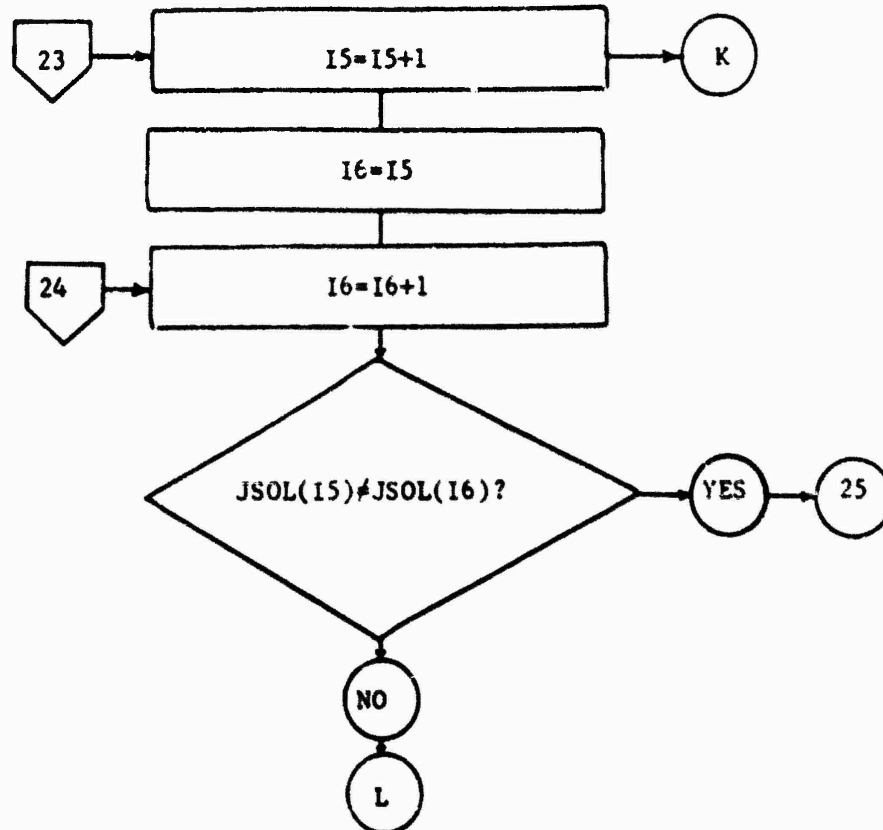 23
I5=I5+1
K
I6=I5
24
I6=I6+1
JSOL(I5)≠JSOL(I6)?
YES
25
NO
L